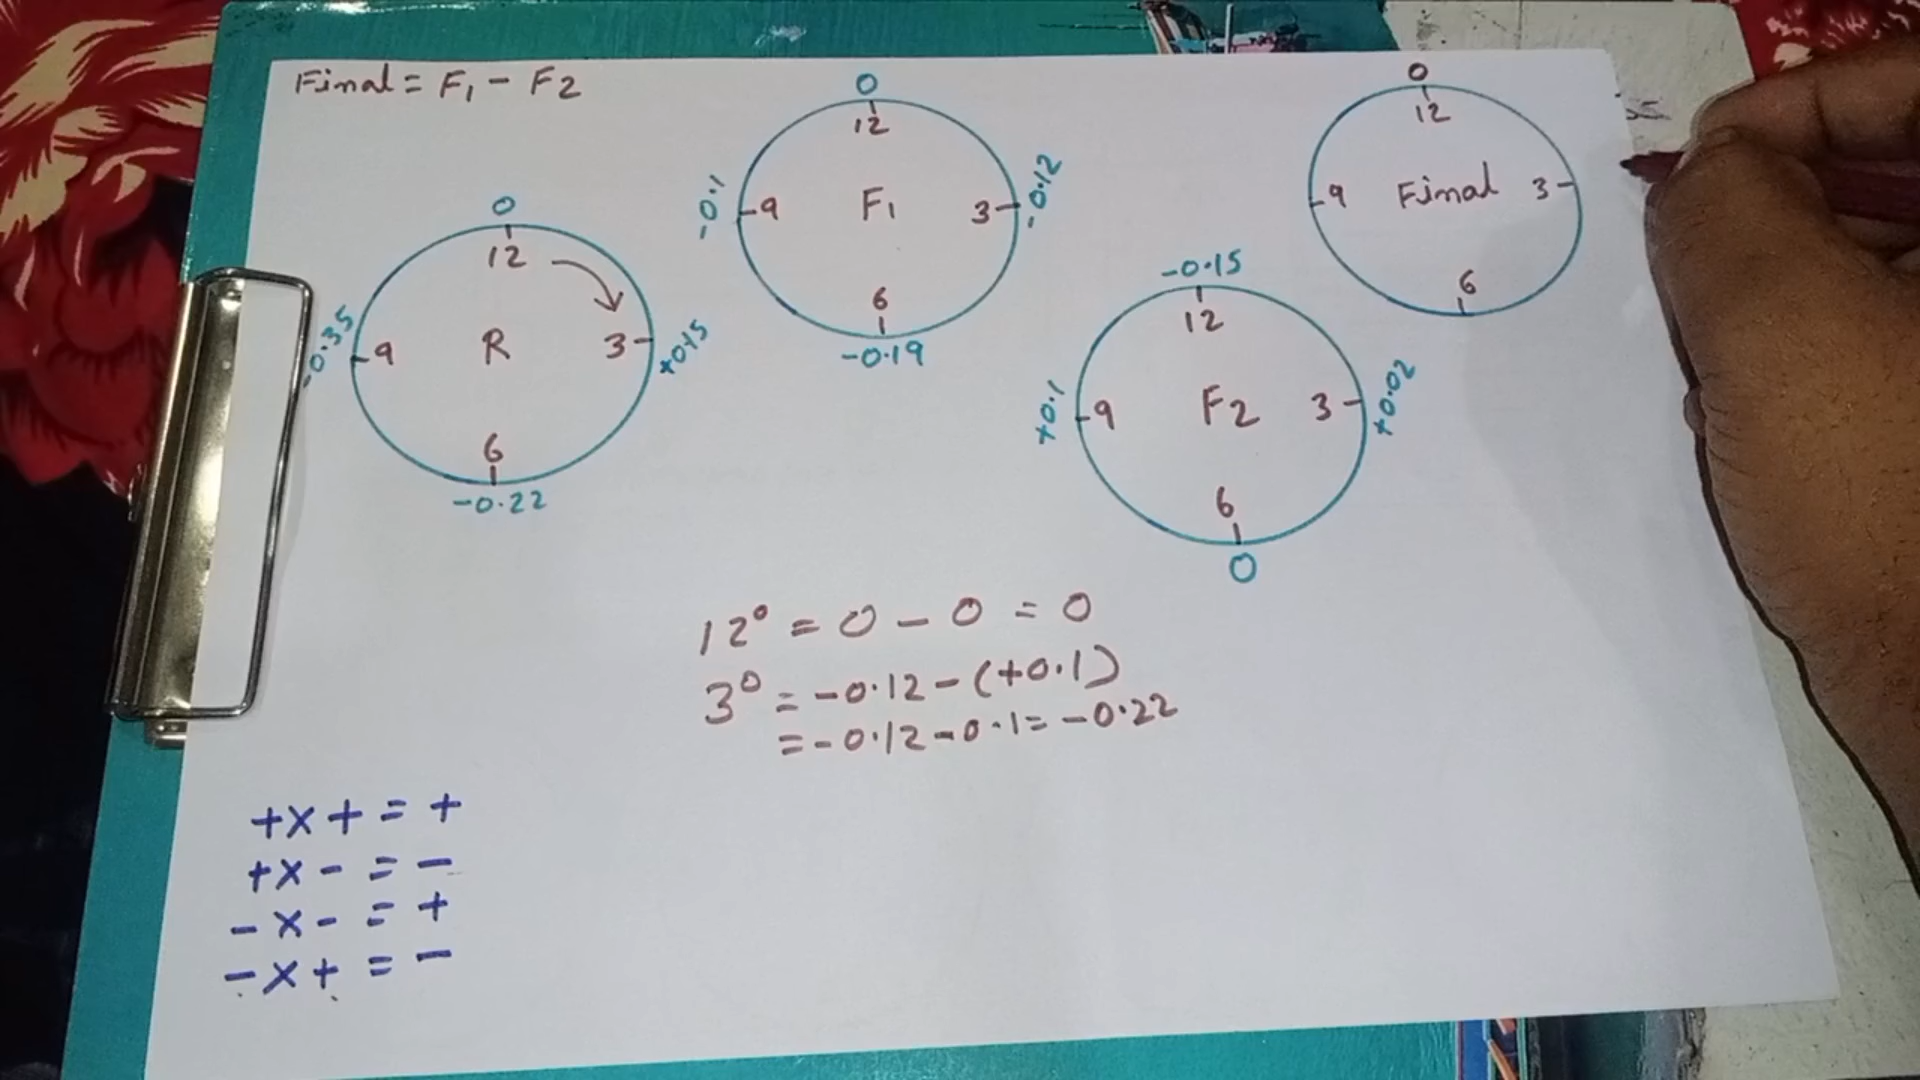 Final = F1 - F2
0
12
-0.35
9
R
3
+0.15
6
-0.22
0
12
-0.1
9
F1
3
-0.12
6
-0.19
-0.15
12
+0.1
9
F2
3
+0.02
6
0
0
12
9
Final
3
6
12° = 0 - 0 = 0
3° = -0.12 - (+0.1)
= -0.12 - 0.1 = -0.22
+ x + = +
+ x - = -
- x - = +
- x + = -